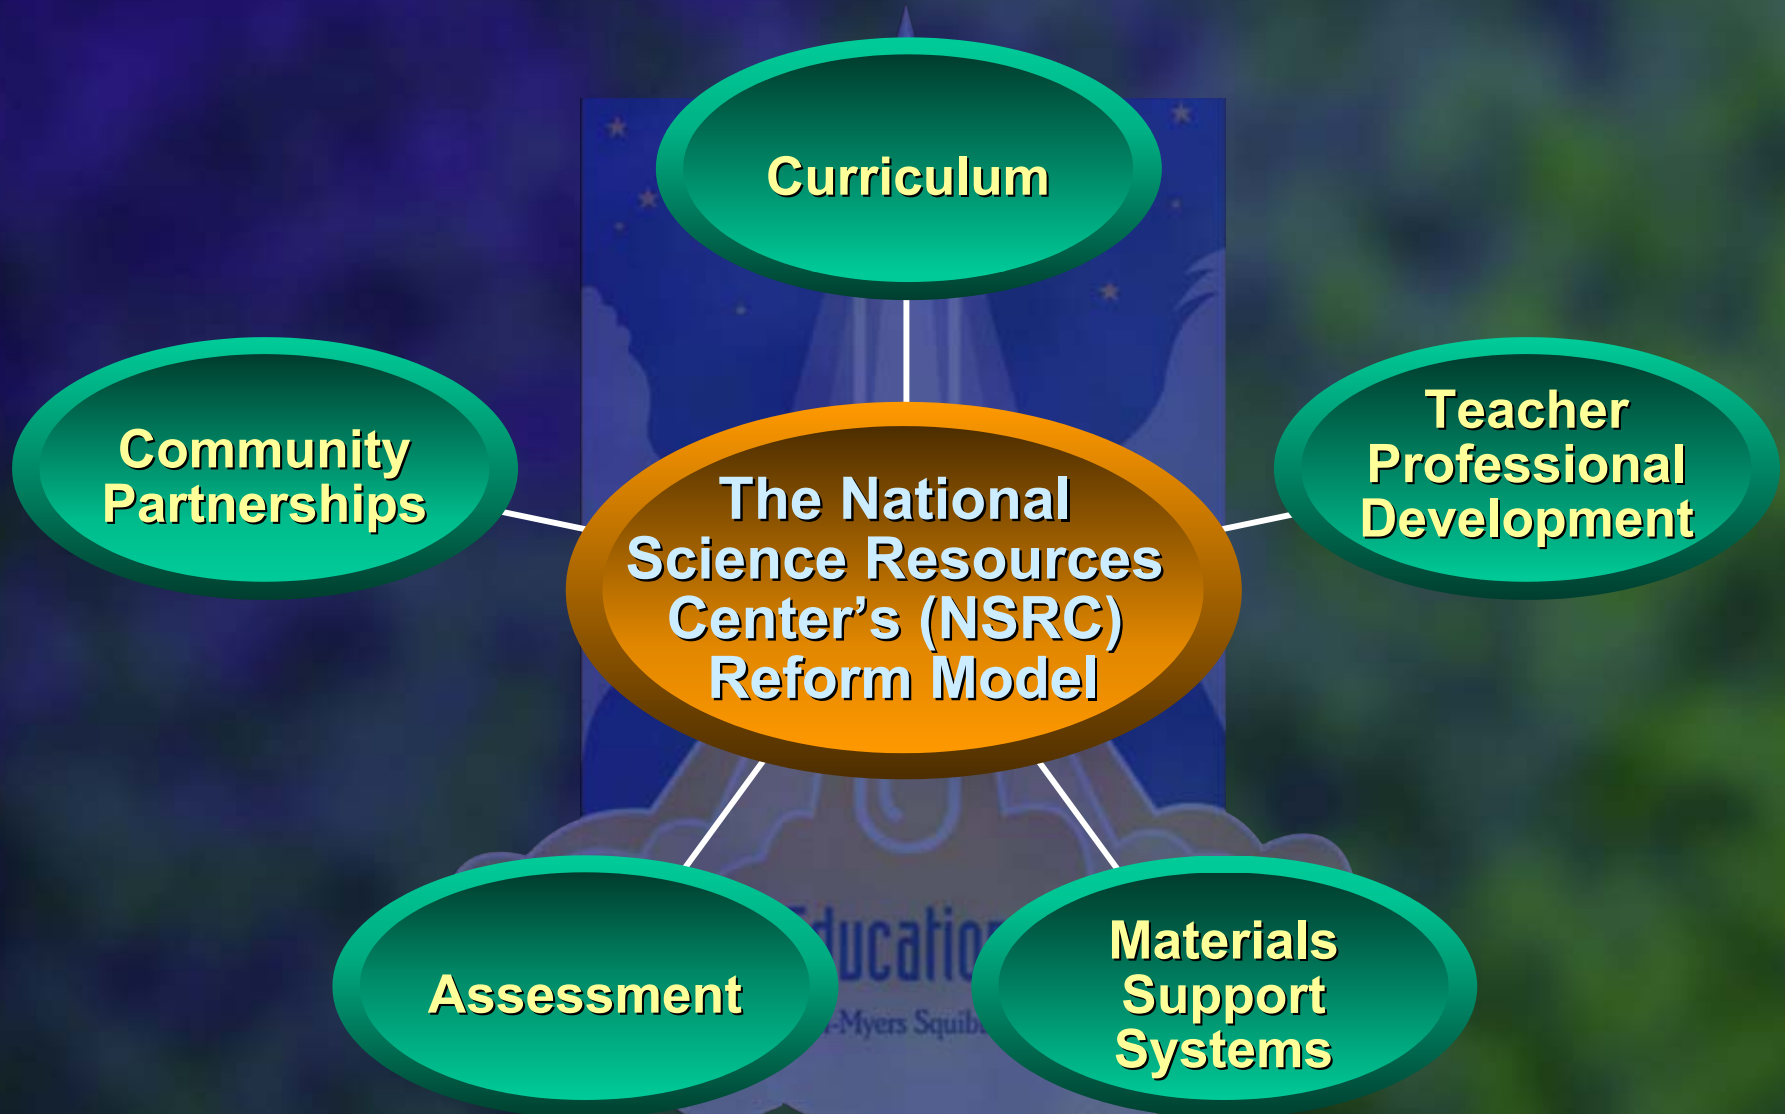 Curriculum
Community
Partnerships
Teacher
Professional
Development
The National
Science Resources
Center's (NSRC)
Reform Model
Assessment
Materials
Support
Systems